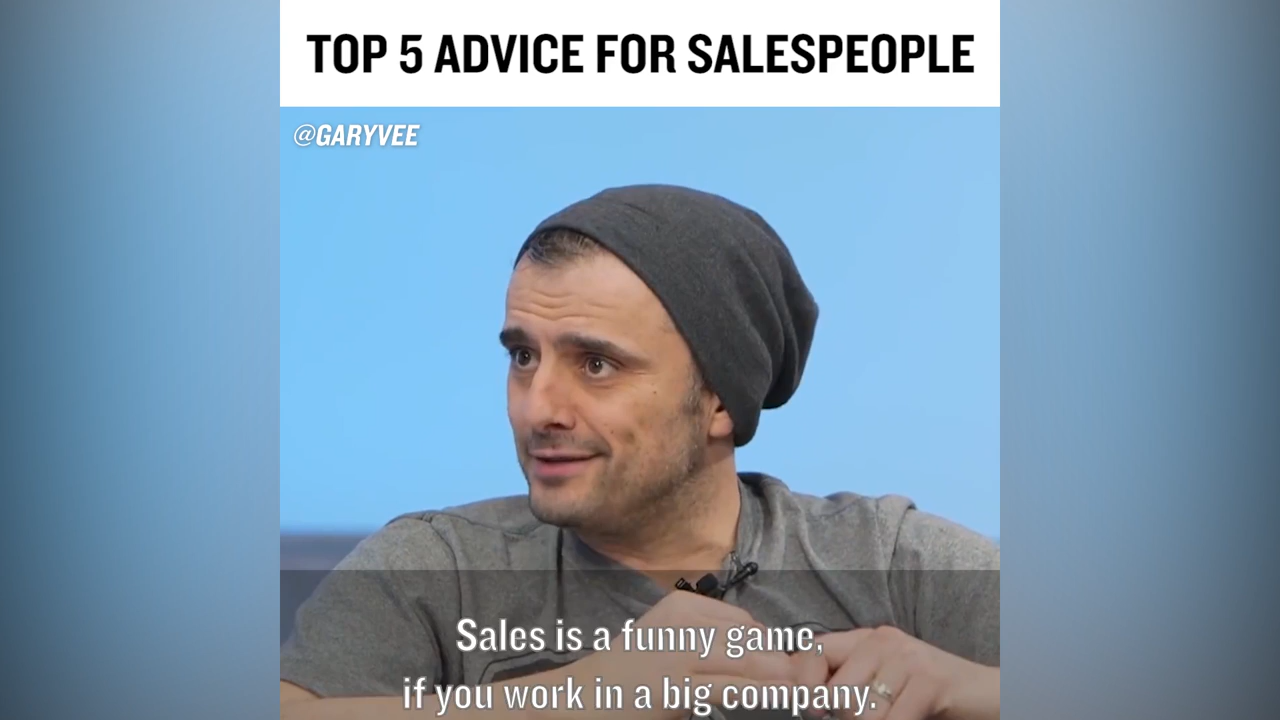 TOP 5 ADVICE FOR SALESPEOPLE
@GARYVEE
Sales is a funny game,
if you work in a big company.